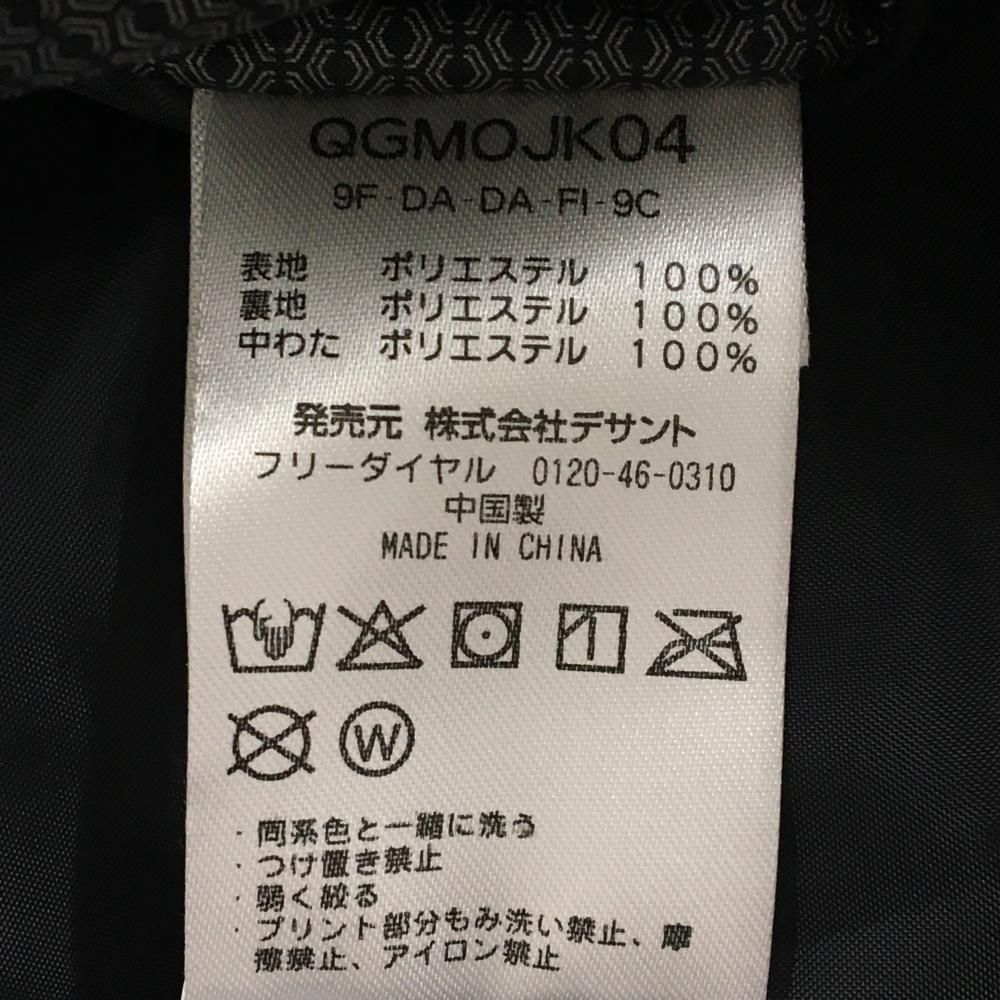 QGMOJK04
9F-DA-DA-FI-9C
表地 ポリエステル 100%
裏地 ポリエステル 100%
中わた ポリエステル 100%
発売元 株式会社デサント
フリーダイヤル 0120-46-0310
中国製
MADE IN CHINA
W
・同系色と一緒に洗う
・つけ置き禁止
・弱く絞る
・プリント部分もみ洗い禁止、摩
擦禁止、アイロン禁止